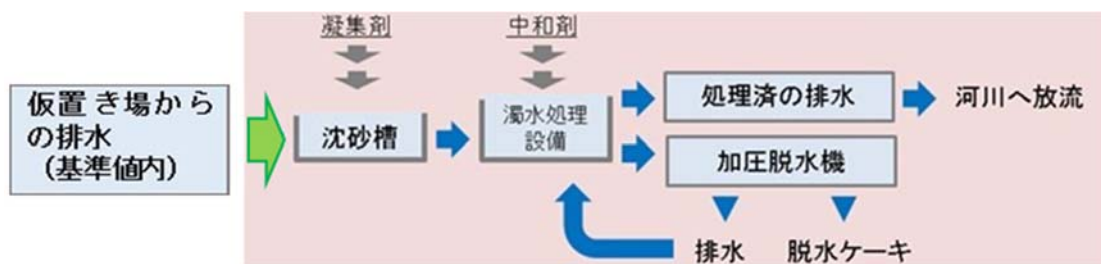 凝集剤
中和剤
仮置き場から
の排水
（基準値内）
沈砂槽
濁水処理
設備
処理済の排水
河川へ放流
加圧脱水機
排水
脱水ケーキ